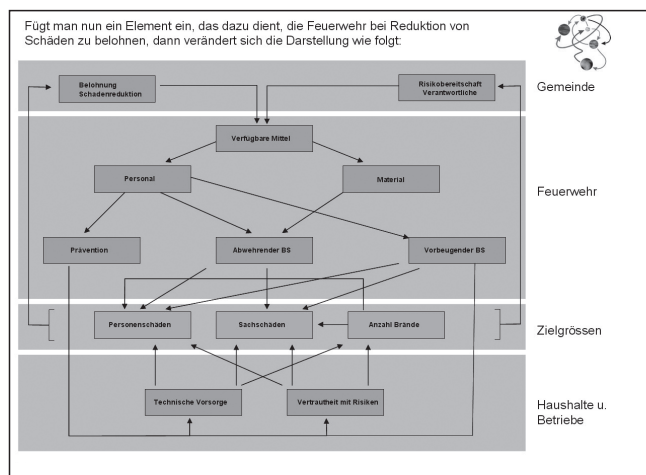 Fügt man nun ein Element ein, das dazu dient, die Feuerwehr bei Reduktion von
Schäden zu belohnen, dann verändert sich die Darstellung wie folgt:
Belohnung
Schadenreduktion
Risikobereitschaft
Verantwortliche
Gemeinde
Verfügbare Mittel
Personal
Material
Feuerwehr
Prävention
Abwehrender BS
Vorbeugender BS
Personenschäden
Sachschäden
Anzahl Brände
Zielgrössen
Technische Vorsorge
Vertrautheit mit Risiken
Haushalte u.
Betriebe